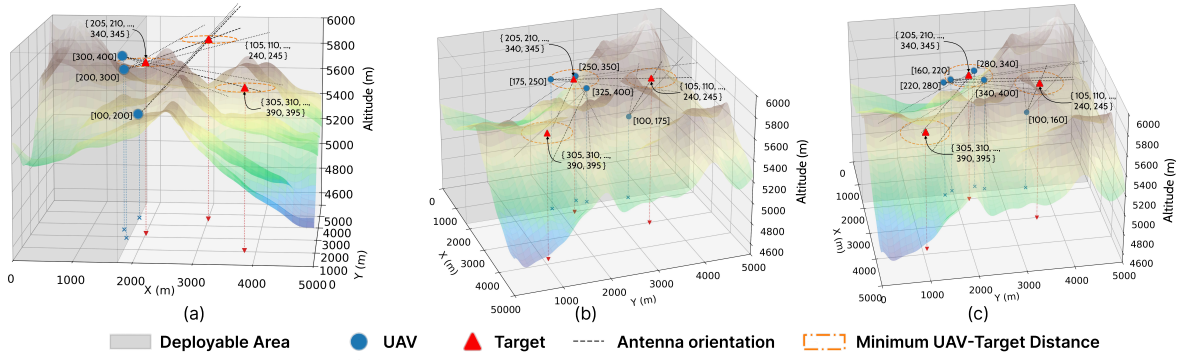 { 205, 210, ...,
340, 345 }
[300, 400]
[200, 300]
[100, 200]
{105, 110, ...,
240, 245 }
{ 305, 310, ...,
390, 395 }
6000
5800
5600
5400
5200
5000
4800
4600
Altitude (m)
5000
4000
3000
2000
1000
0
Y (m)
0
1000
2000
3000
4000
5000
X (m)
(a)
{ 205, 210, ...,
340, 345 }
[250, 350]
[175, 250]
[325, 400]
[100, 175]
{105, 110, ...,
240, 245 }
{ 305, 310, ...,
390, 395 }
6000
5800
5600
5400
5200
5000
4800
4600
Altitude (m)
0
1000
2000
3000
4000
5000
X (m)
0
1000
2000
3000
4000
5000
Y (m)
(b)
{ 205, 210, ...,
340, 345 }
[280, 340]
[160, 220]
[220, 280]
[340, 400]
[100, 160]
{105, 110, ...,
240, 245 }
{ 305, 310, ...,
390, 395 }
6000
5800
5600
5400
5200
5000
4800
4600
Altitude (m)
0
1000
2000
3000
4000
5000
X (m)
0
1000
2000
3000
4000
5000
Y (m)
(c)
Deployable Area
UAV
Target
Antenna orientation
Minimum UAV-Target Distance